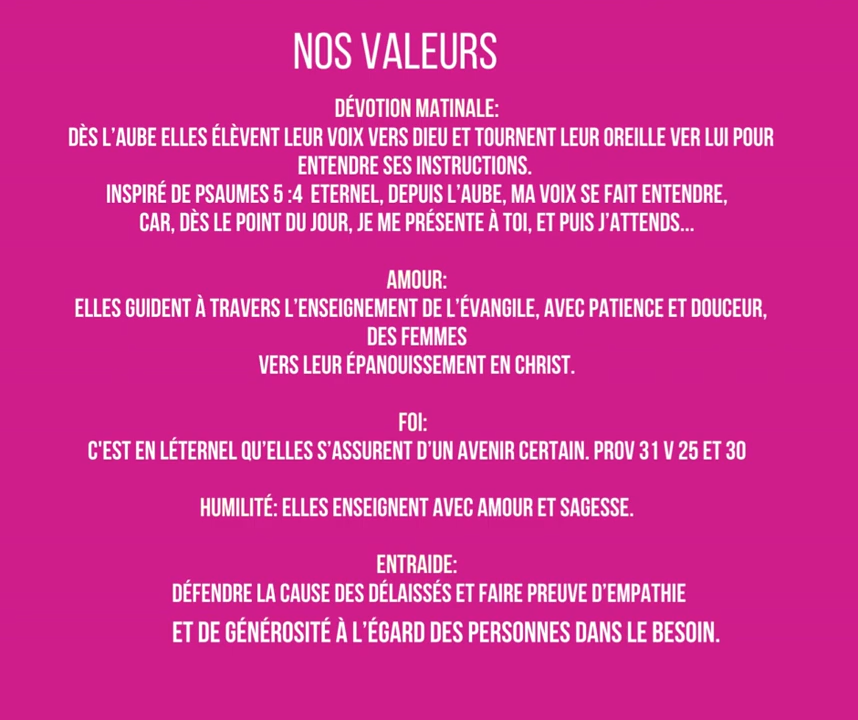 NOS VALEURS
DÉVOTION MATINALE:
DÈS L'AUBE ELLES ÉLÈVENT LEUR VOIX VERS DIEU ET TOURNENT LEUR OREILLE VER LUI POUR
ENTENDRE SES INSTRUCTIONS.
INSPIRÉ DE PSAUMES 5 :4 ETERNEL, DEPUIS L'AUBE, MA VOIX SE FAIT ENTENDRE,
CAR, DÈS LE POINT DU JOUR, JE ME PRÉSENTE À TOI, ET PUIS J'ATTENDS...
AMOUR:
ELLES GUIDENT À TRAVERS L'ENSEIGNEMENT DE L'ÉVANGILE, AVEC PATIENCE ET DOUCEUR,
DES FEMMES
VERS LEUR ÉPANOUISSEMENT EN CHRIST.
FOI:
C'EST EN LÉTERNEL QU'ELLES S'ASSURENT D'UN AVENIR CERTAIN. PROV 31 V 25 ET 30
HUMILITÉ: ELLES ENSEIGNENT AVEC AMOUR ET SAGESSE.
ENTRAIDE:
DÉFENDRE LA CAUSE DES DÉLAISSÉS ET FAIRE PREUVE D'EMPATHIE
ET DE GÉNÉROSITÉ À L'ÉGARD DES PERSONNES DANS LE BESOIN.